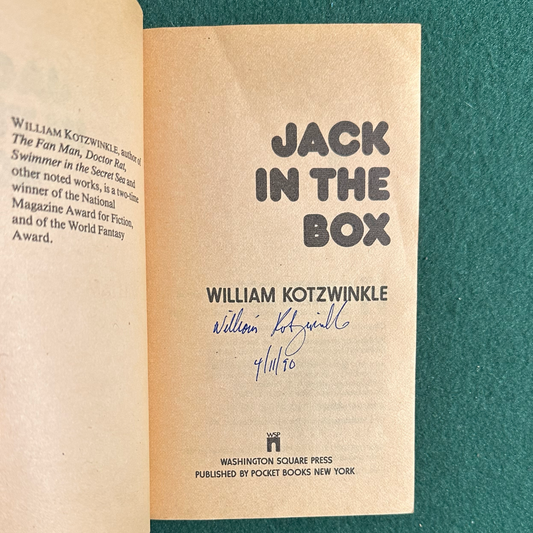 WILLIAM KOTZWINKLE, author of
The Fan Man, Doctor Rat,
Swimmer in the Secret Sea and
other noted works, is a two-time
winner of the National
Magazine Award for Fiction,
and of the World Fantasy
Award.
JACK
IN THE
BOX
WILLIAM KOTZWINKLE
William Kotzwinkle
4/11/90
WSP
WASHINGTON SQUARE PRESS
PUBLISHED BY POCKET BOOKS NEW YORK